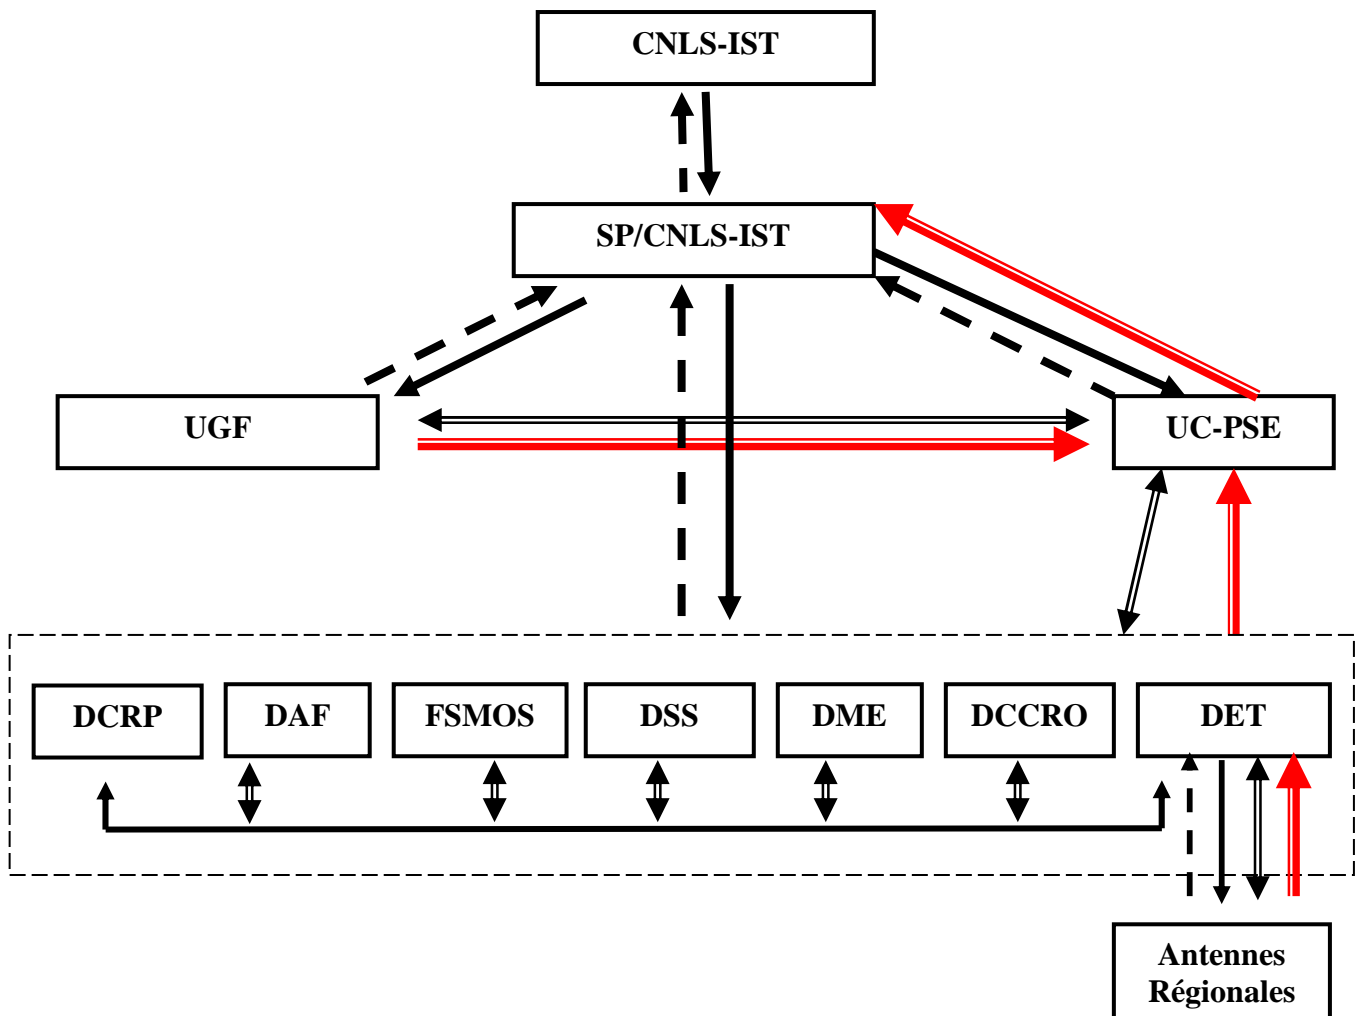 CNLS-IST
SP/CNLS-IST
UGF
UC-PSE
DCRP
DAF
FSMOS
DSS
DME
DCCRO
DET
Antennes
Régionales